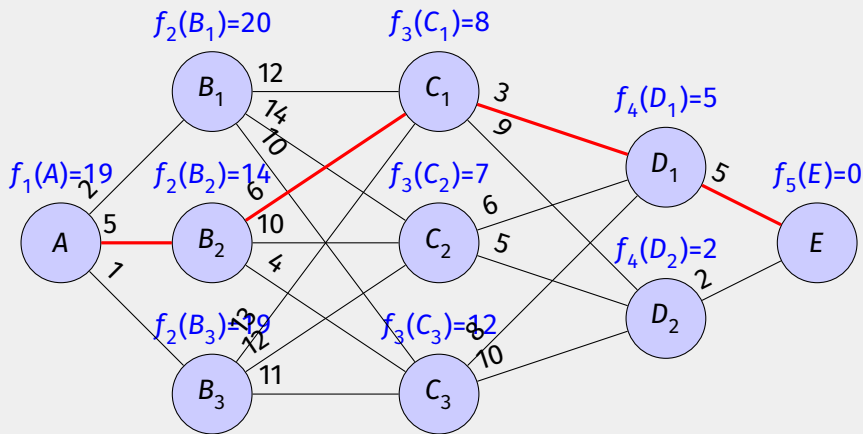 f2(B1)=20
f3(C1)=8
B1
12
14
10
C1
3
9
f4(D1)=5
D1
5
f1(A)=19
2
f2(B2)=14
6
f3(C2)=7
f5(E)=0
A
5
1
B2
10
4
C2
6
5
f4(D2)=2
E
D2
2
f2(B3)=19
13
12
f3(C3)=12
8
10
B3
11
C3